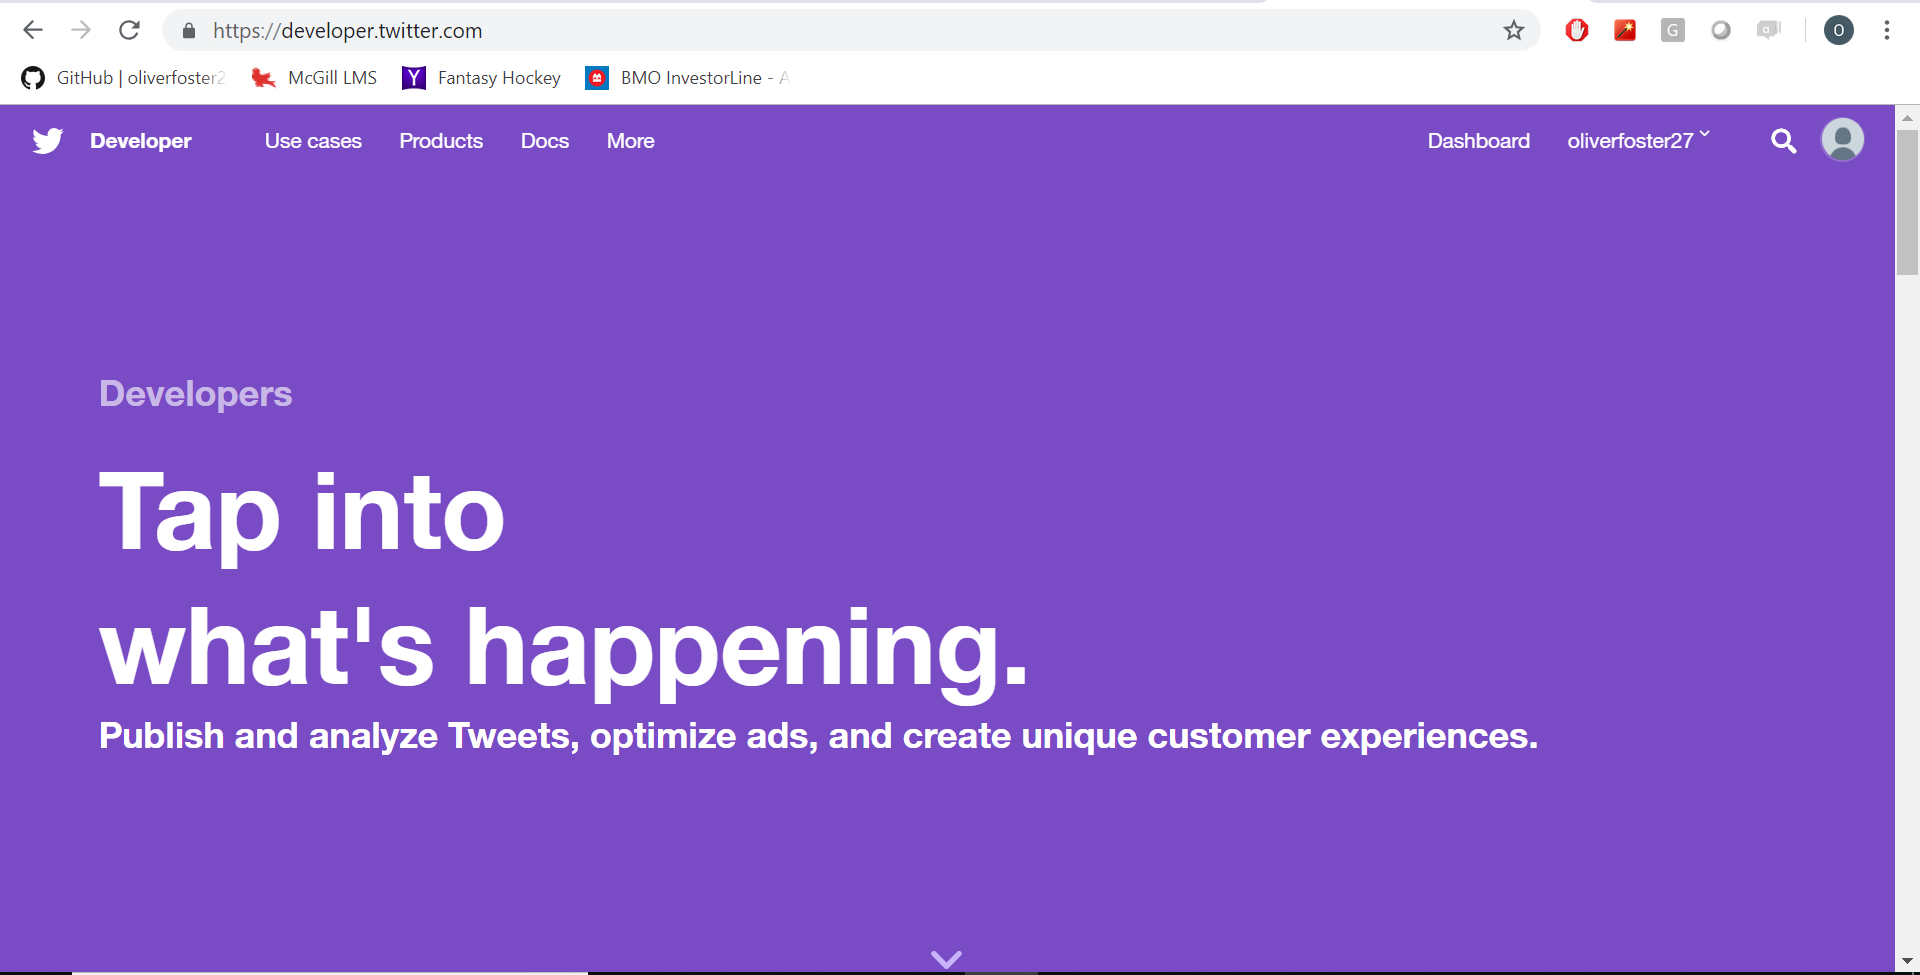 https://developer.twitter.com
G
a
O
GitHub | oliverfoster2
McGill LMS
Y
Fantasy Hockey
BMO InvestorLine - A
Developer
Use cases
Products
Docs
More
Dashboard
oliverfoster27
Developers
Tap into
what's happening.
Publish and analyze Tweets, optimize ads, and create unique customer experiences.